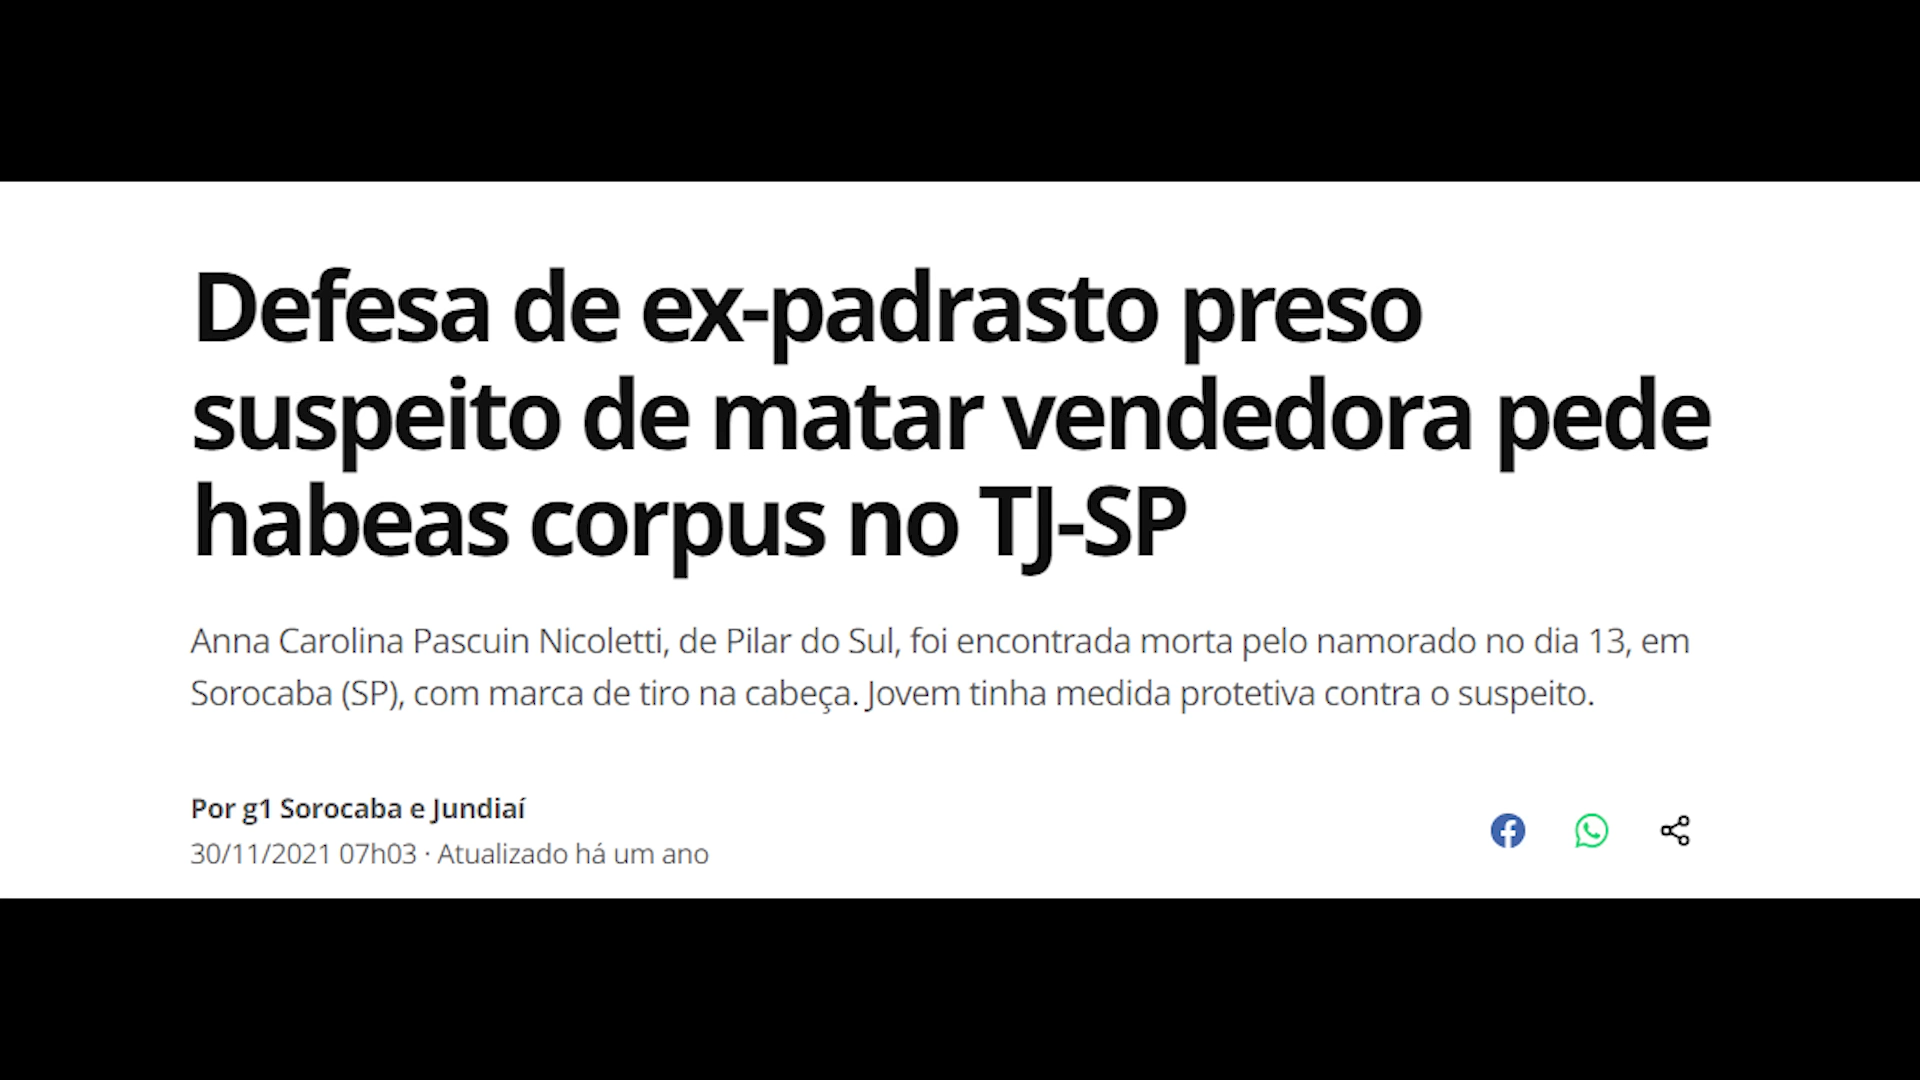 Defesa de ex-padrasto preso
suspeito de matar vendedora pede
habeas corpus no TJ-SP
Anna Carolina Pascuin Nicoletti, de Pilar do Sul, foi encontrada morta pelo namorado no dia 13, em
Sorocaba (SP), com marca de tiro na cabeça. Jovem tinha medida protetiva contra o suspeito.
Por g1 Sorocaba e Jundiaí
30/11/2021 07h03 · Atualizado há um ano